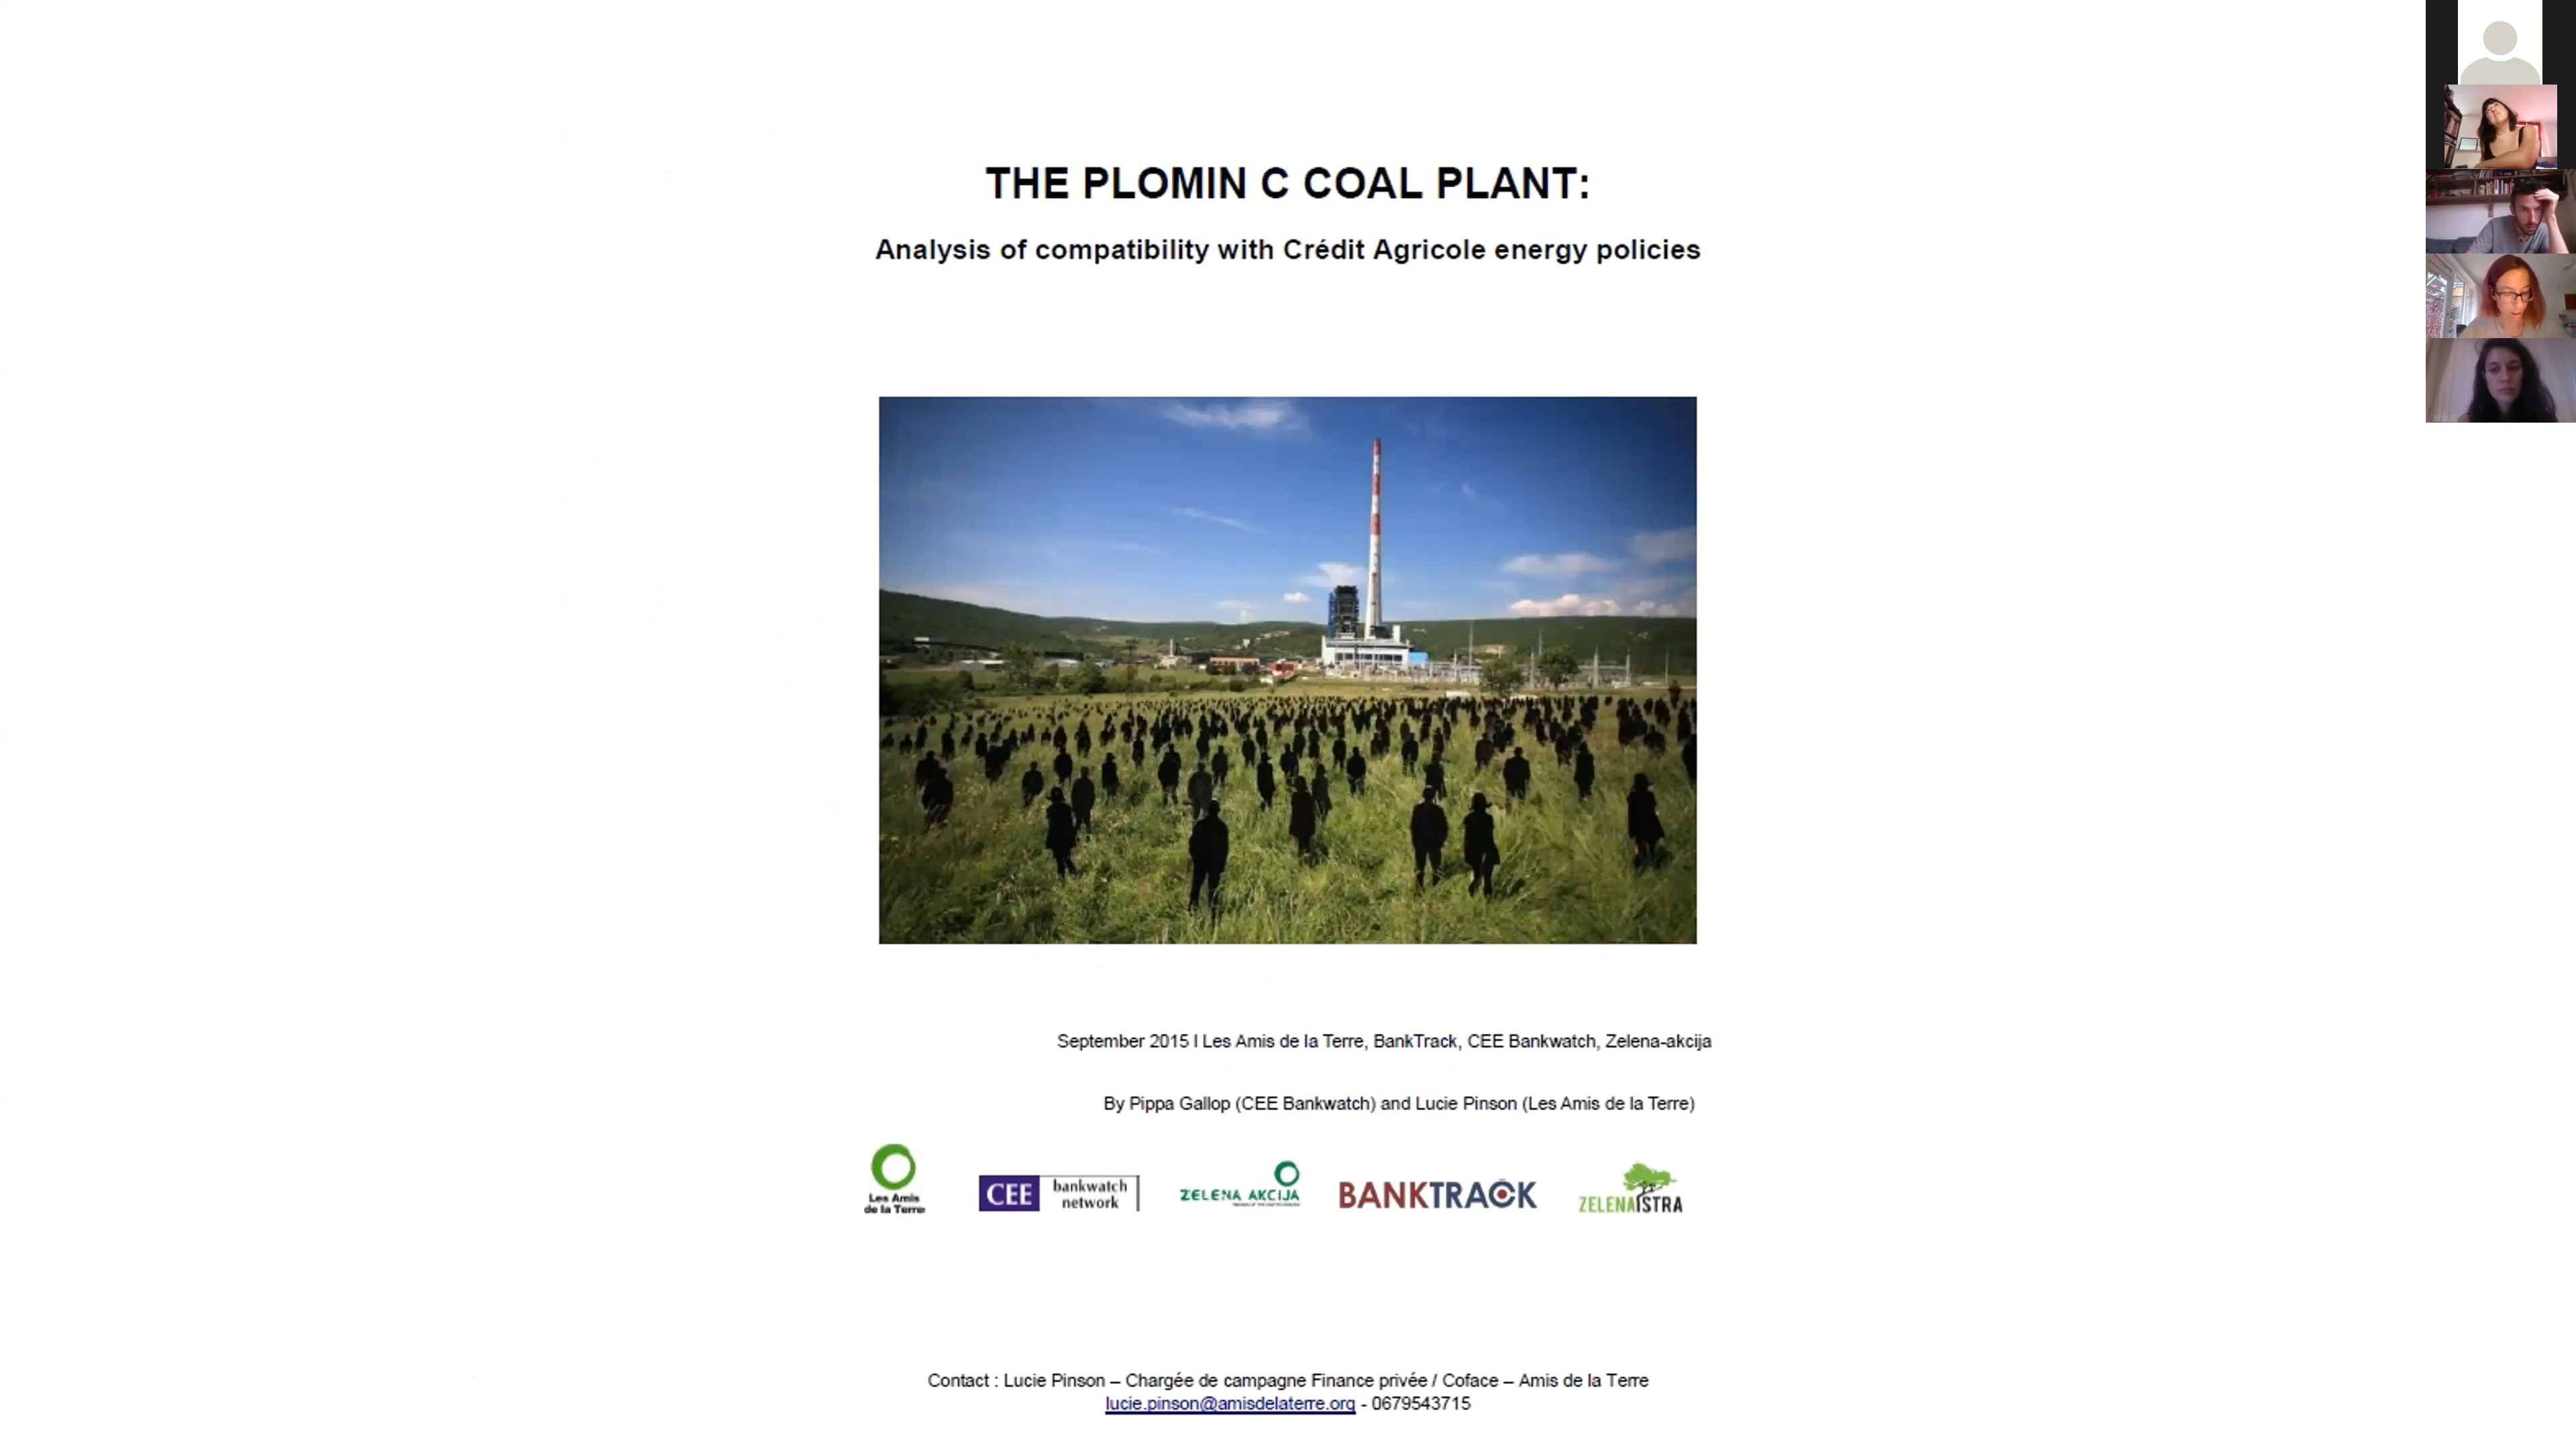 THE PLOMIN C COAL PLANT:
Analysis of compatibility with Crédit Agricole energy policies
September 2015 I Les Amis de la Terre, BankTrack, CEE Bankwatch, Zelena-akcija
By Pippa Gallop (CEE Bankwatch) and Lucie Pinson (Les Amis de la Terre)
Les Amis
de la Terre
CEE bankwatch
network
ZELENA AKCIJA
BANKTRACK
ZELENAISTRA
Contact : Lucie Pinson – Chargée de campagne Finance privée / Coface – Amis de la Terre
lucie.pinson@amisdelaterre.org - 0679543715